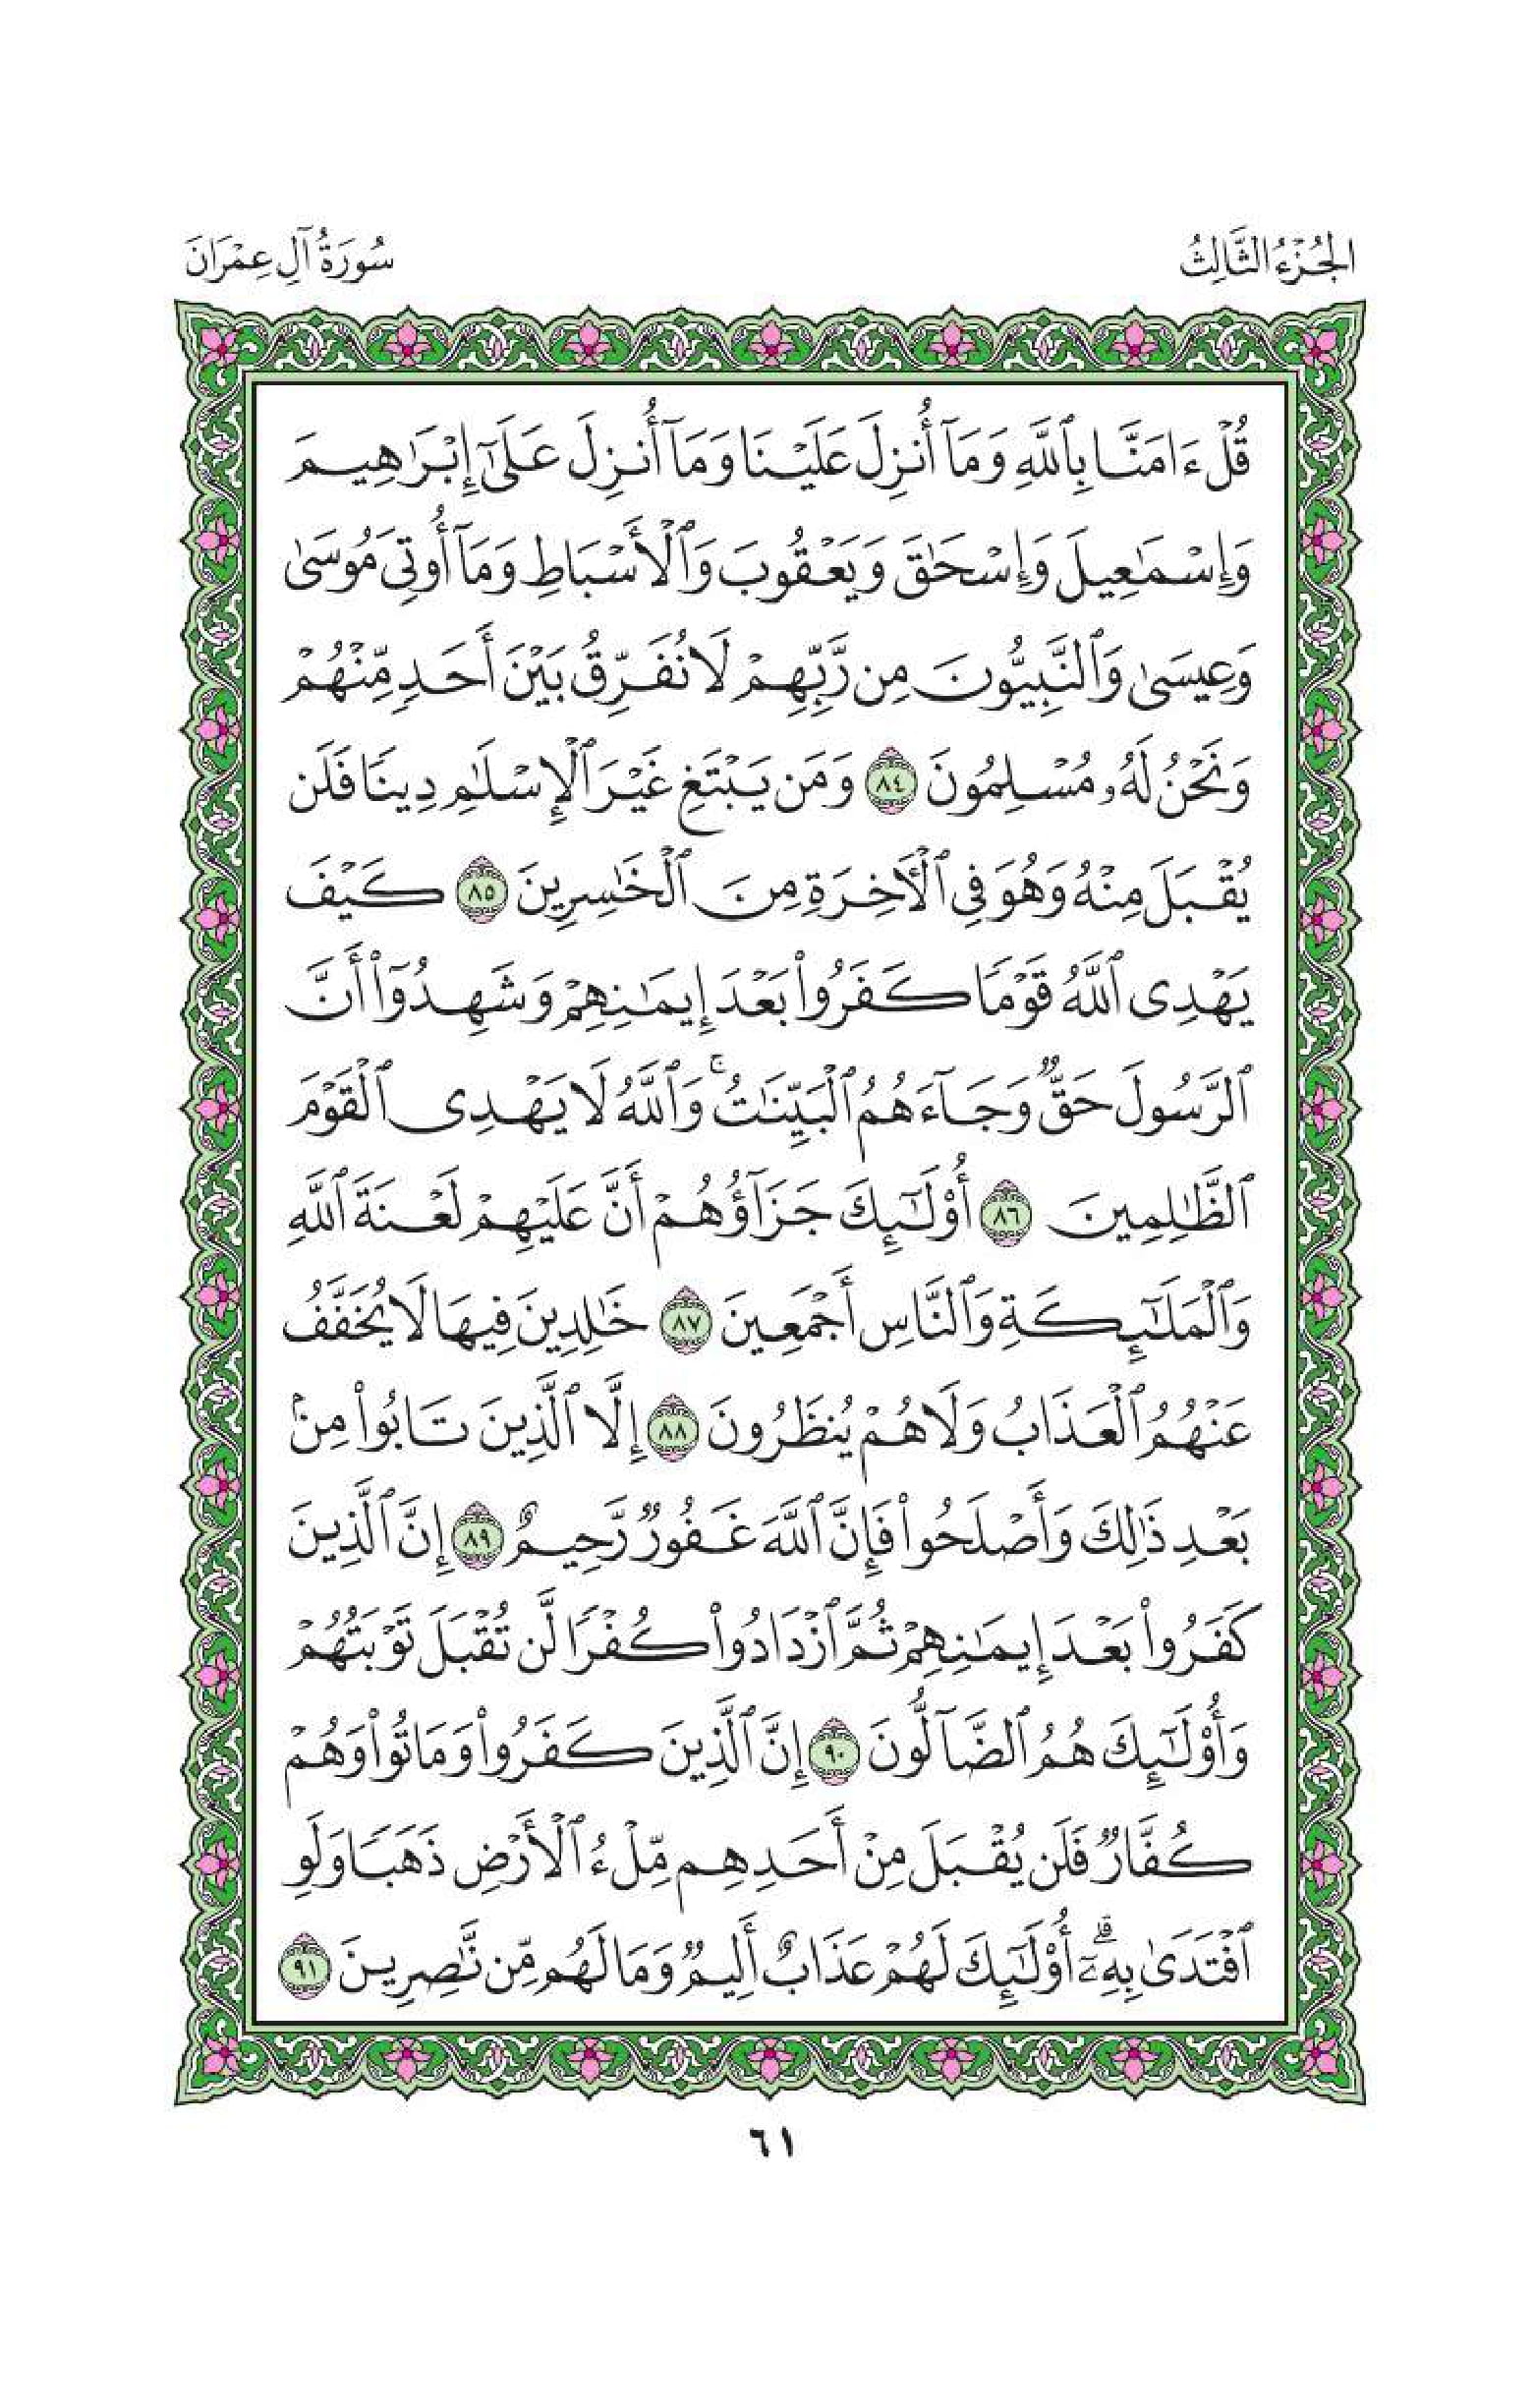 الجُزْءُ الثَّالِثُ
سُورَةُ آلِ عِمْرَانَ
قُلْ ءَامَنَّا بِٱللَّهِ وَمَآ أُنزِلَ عَلَيْنَا وَمَآ أُنزِلَ عَلَىٰٓ إِبْرَٰهِيمَ
وَإِسْمَٰعِيلَ وَإِسْحَٰقَ وَيَعْقُوبَ وَٱلْأَسْبَاطِ وَمَآ أُوتِىَ مُوسَىٰ
وَعِيسَىٰ وَٱلنَّبِيُّونَ مِن رَّبِّهِمْ لَا نُفَرِّقُ بَيْنَ أَحَدٍ مِّنْهُمْ
وَنَحْنُ لَهُۥ مُسْلِمُونَ ٨٤ وَمَن يَبْتَغِ غَيْرَ ٱلْإِسْلَٰمِ دِينًا فَلَن
يُقْبَلَ مِنْهُ وَهُوَ فِى ٱلْأَخِرَةِ مِنَ ٱلْخَٰسِرِينَ ٨٥ كَيْفَ
يَهْدِى ٱللَّهُ قَوْمًا كَفَرُوا۟ بَعْدَ إِيمَٰنِهِمْ وَشَهِدُوٓا۟ أَنَّ
ٱلرَّسُولَ حَقٌّ وَجَآءَهُمُ ٱلْبَيِّنَٰتُ ۚ وَٱللَّهُ لَا يَهْدِى ٱلْقَوْمَ
ٱلظَّٰلِمِينَ ٨٦ أُو۟لَٰٓئِكَ جَزَآؤُهُمْ أَنَّ عَلَيْهِمْ لَعْنَةَ ٱللَّهِ
وَٱلْمَلَٰٓئِكَةِ وَٱلنَّاسِ أَجْمَعِينَ ٨٧ خَٰلِدِينَ فِيهَا لَا يُخَفَّفُ
عَنْهُمُ ٱلْعَذَابُ وَلَا هُمْ يُنظَرُونَ ٨٨ إِلَّا ٱلَّذِينَ تَابُوا۟ مِنۢ
بَعْدِ ذَٰلِكَ وَأَصْلَحُوا۟ فَإِنَّ ٱللَّهَ غَفُورٌ رَّحِيمٌ ٨٩ إِنَّ ٱلَّذِينَ
كَفَرُوا۟ بَعْدَ إِيمَٰنِهِمْ ثُمَّ ٱزْدَادُوا۟ كُفْرًا لَّن تُقْبَلَ تَوْبَتُهُمْ
وَأُو۟لَٰٓئِكَ هُمُ ٱلضَّآلُّونَ ٩٠ إِنَّ ٱلَّذِينَ كَفَرُوا۟ وَمَاتُوا۟ وَهُمْ
كُفَّارٌ فَلَن يُقْبَلَ مِنْ أَحَدِهِم مِّلْءُ ٱلْأَرْضِ ذَهَبًا وَلَوِ
ٱفْتَدَىٰ بِهِۦٓ ۗ أُو۟لَٰٓئِكَ لَهُمْ عَذَابٌ أَلِيمٌ وَمَا لَهُم مِّن نَّٰصِرِينَ ٩١
٦١